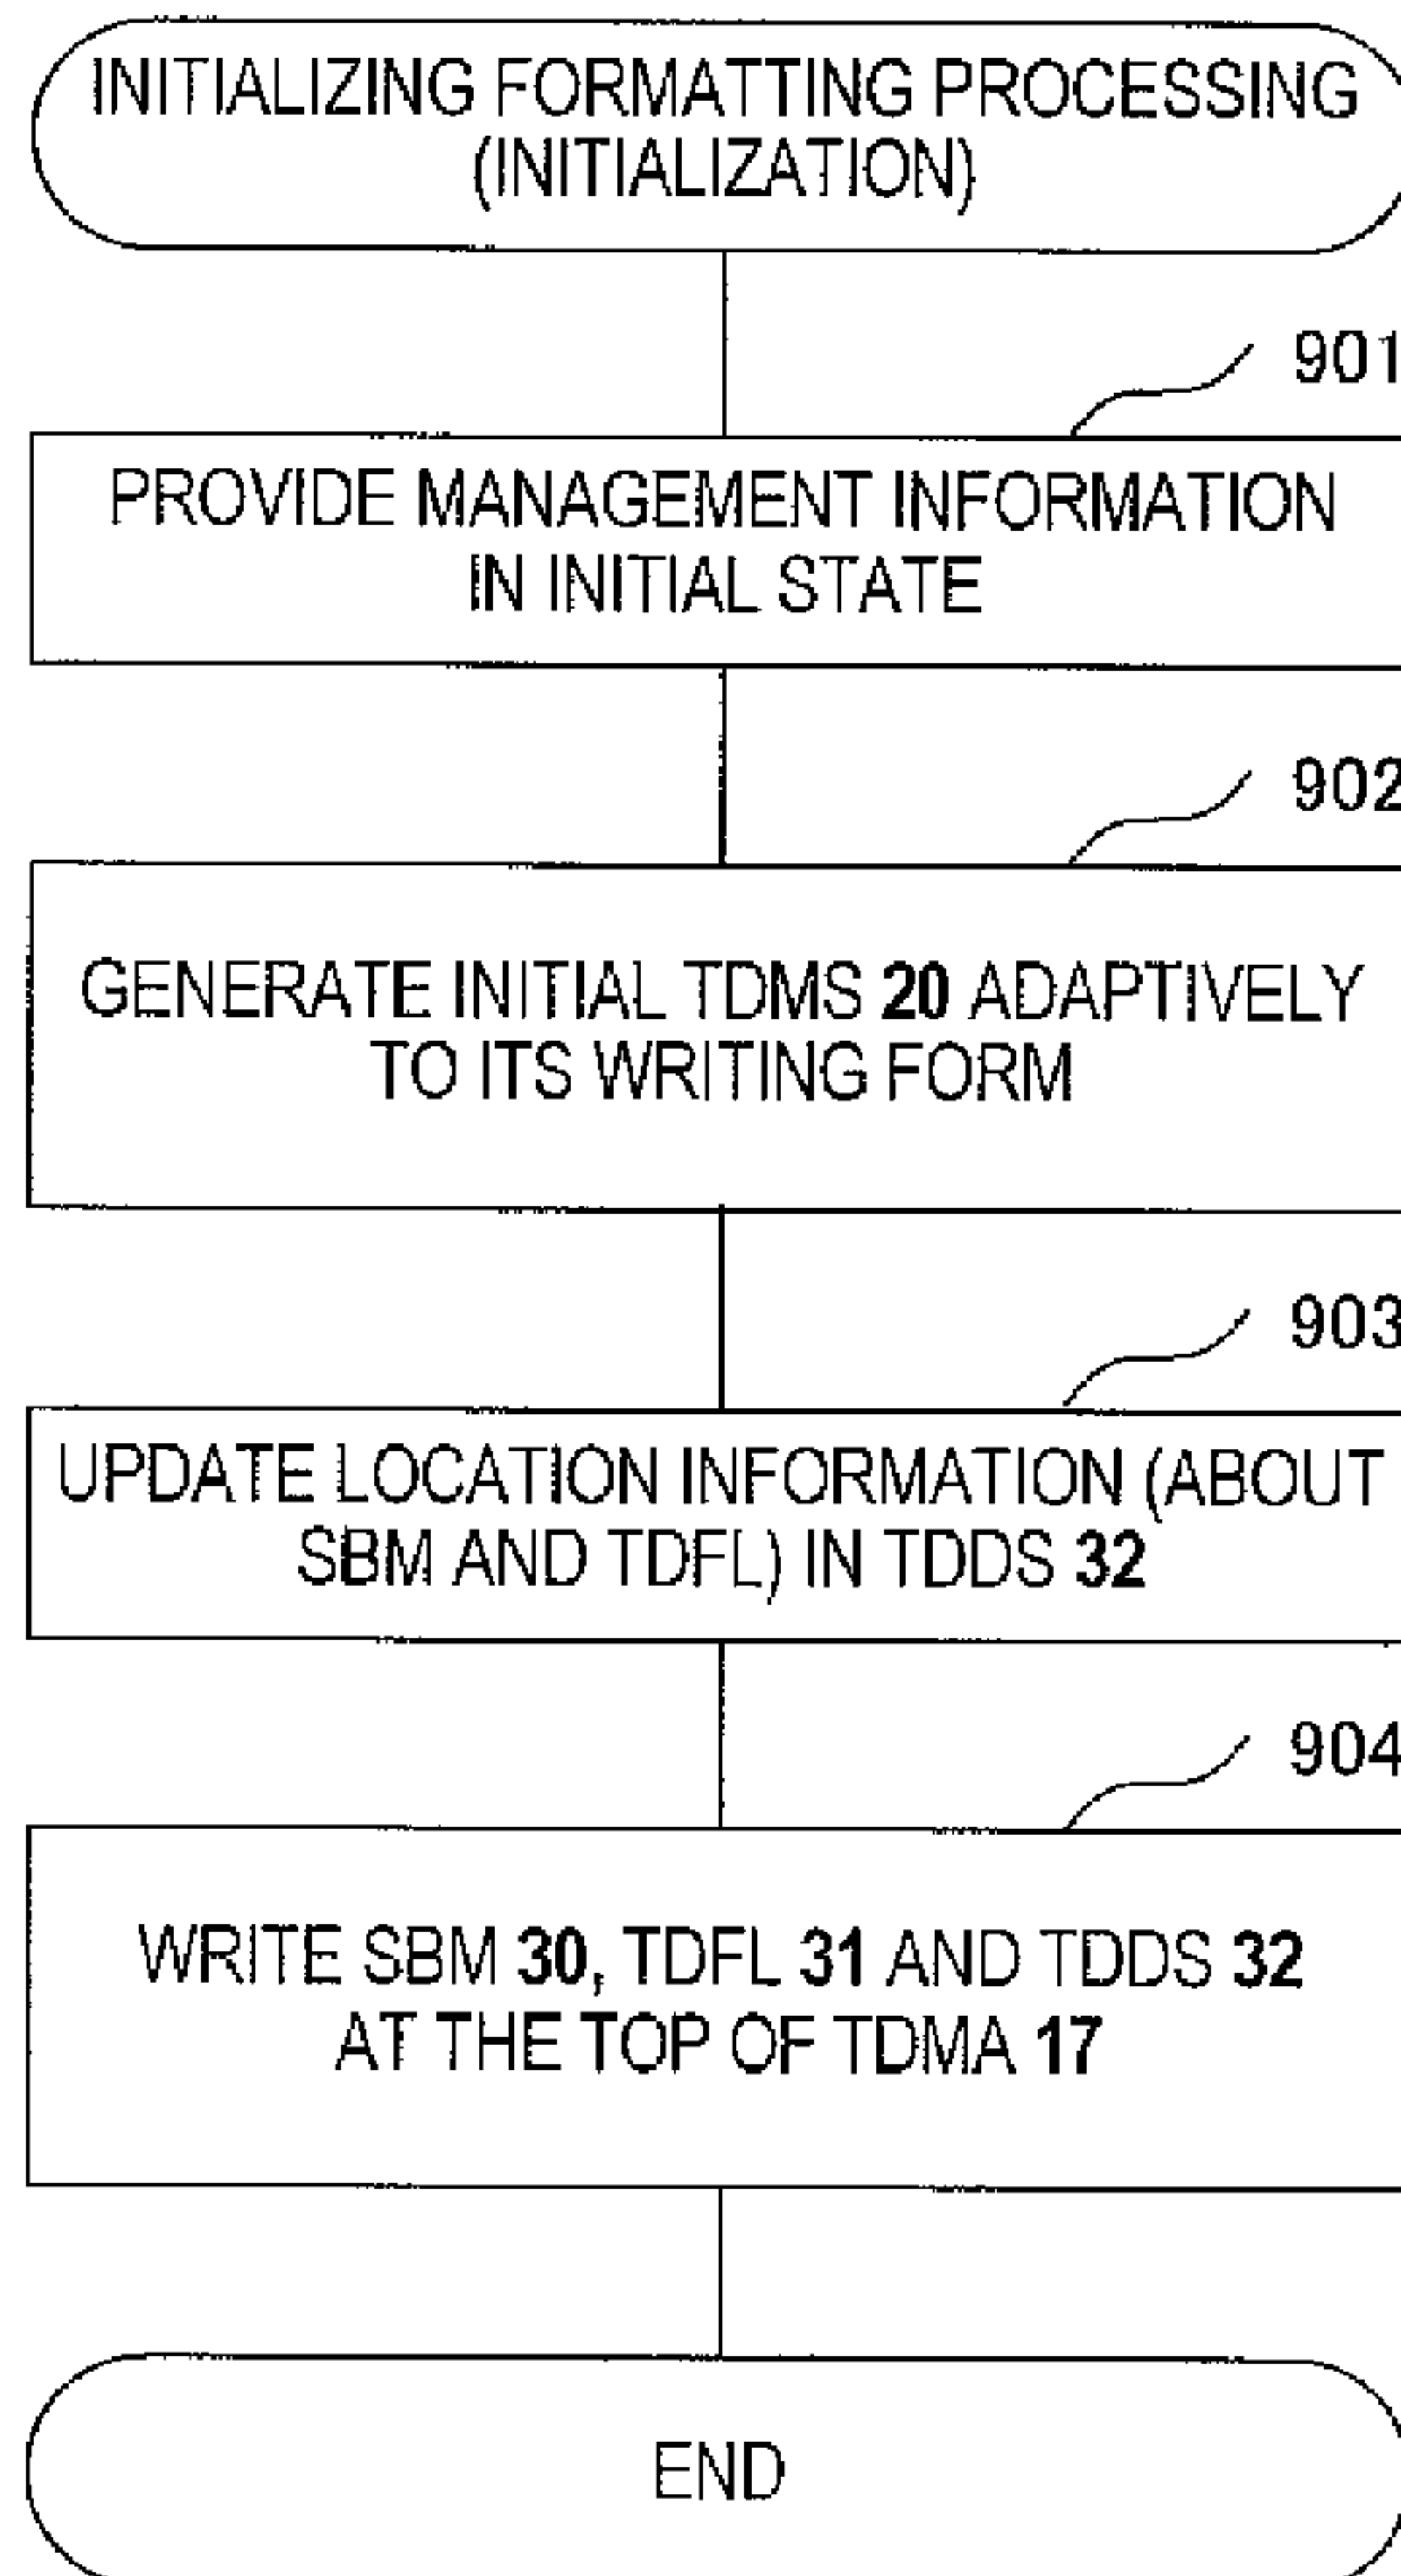 INITIALIZING FORMATTING PROCESSING
(INITIALIZATION)
901
PROVIDE MANAGEMENT INFORMATION
IN INITIAL STATE
902
GENERATE INITIAL TDMS 20 ADAPTIVELY
TO ITS WRITING FORM
903
UPDATE LOCATION INFORMATION (ABOUT
SBM AND TDFL) IN TDDS 32
904
WRITE SBM 30, TDFL 31 AND TDDS 32
AT THE TOP OF TDMA 17
END